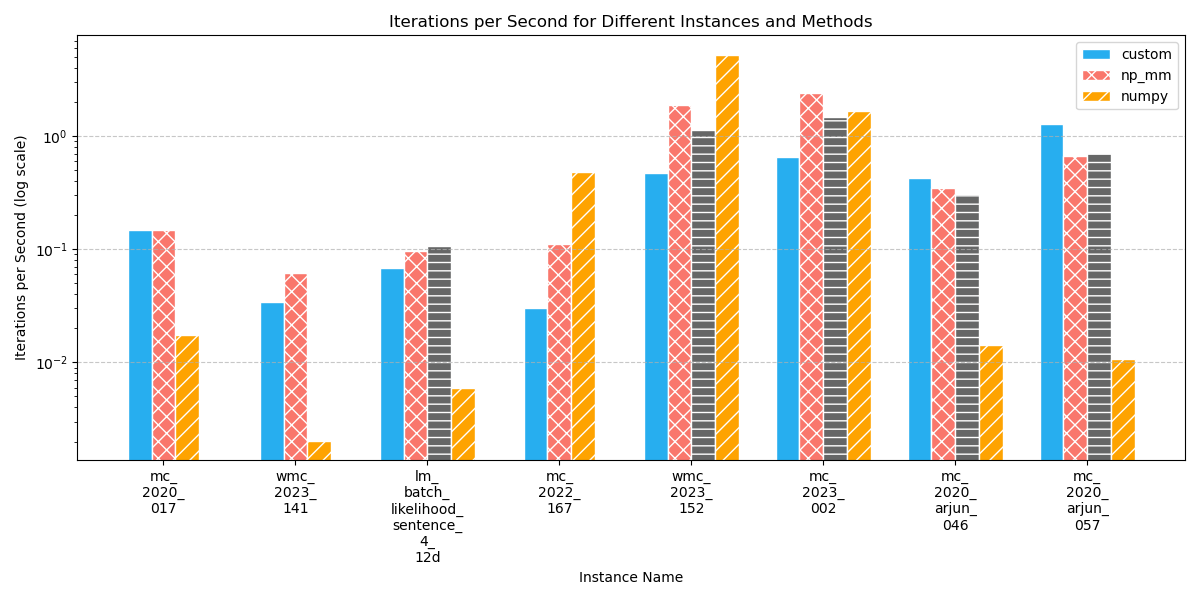 Iterations per Second for Different Instances and Methods
custom
np_mm
numpy
Iterations per Second (log scale)
10⁰
10⁻¹
10⁻²
mc_
2020_
017
wmc_
2023_
141
lm_
batch_
likelihood_
sentence_
4_
12d
mc_
2022_
167
wmc_
2023_
152
mc_
2023_
002
mc_
2020_
arjun_
046
mc_
2020_
arjun_
057
Instance Name